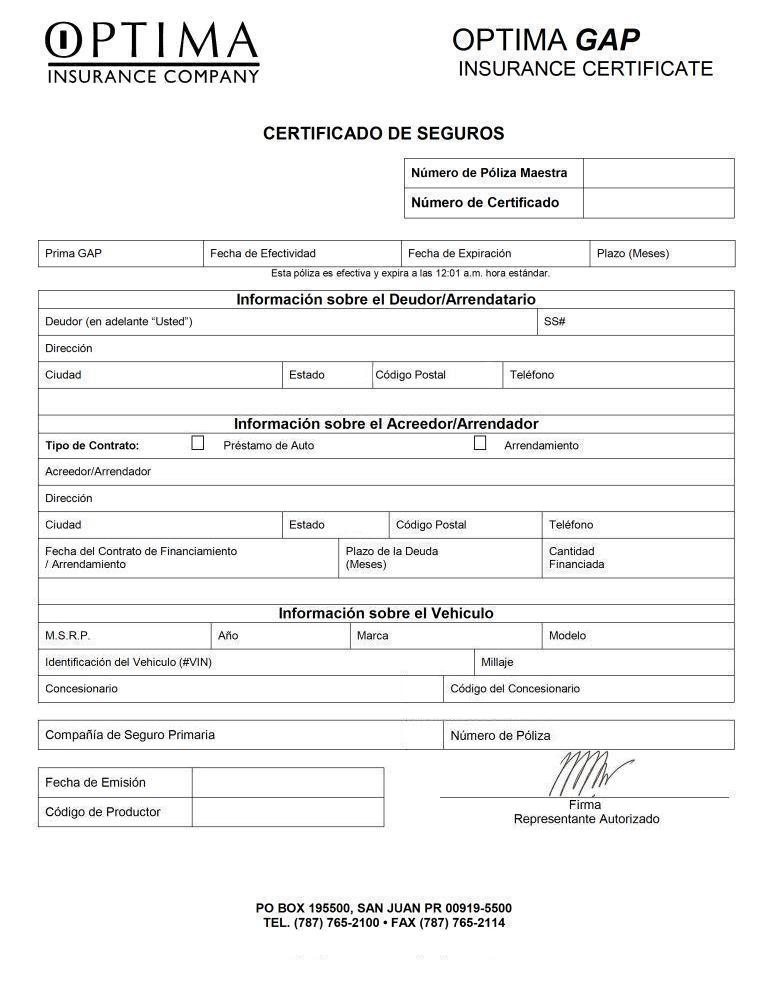 OPTIMA
INSURANCE COMPANY
OPTIMA GAP
INSURANCE CERTIFICATE
CERTIFICADO DE SEGUROS
Número de Póliza Maestra
Número de Certificado
Prima GAP Fecha de Efectividad Fecha de Expiración Plazo (Meses)
Esta póliza es efectiva y expira a las 12:01 a.m. hora estándar.
Información sobre el Deudor/Arrendatario
Deudor (en adelante “Usted”) SS#
Dirección
Ciudad Estado Código Postal Teléfono
Información sobre el Acreedor/Arrendador
Tipo de Contrato: Préstamo de Auto Arrendamiento
Acreedor/Arrendador
Dirección
Ciudad Estado Código Postal Teléfono
Fecha del Contrato de Financiamiento Plazo de la Deuda Cantidad
/ Arrendamiento (Meses) Financiada
Información sobre el Vehiculo
M.S.R.P. Año Marca Modelo
Identificación del Vehiculo (#VIN) Millaje
Concesionario Código del Concesionario
Compañía de Seguro Primaria Número de Póliza
Fecha de Emisión
Código de Productor
Firma
Representante Autorizado
PO BOX 195500, SAN JUAN PR 00919-5500
TEL. (787) 765-2100 • FAX (787) 765-2114